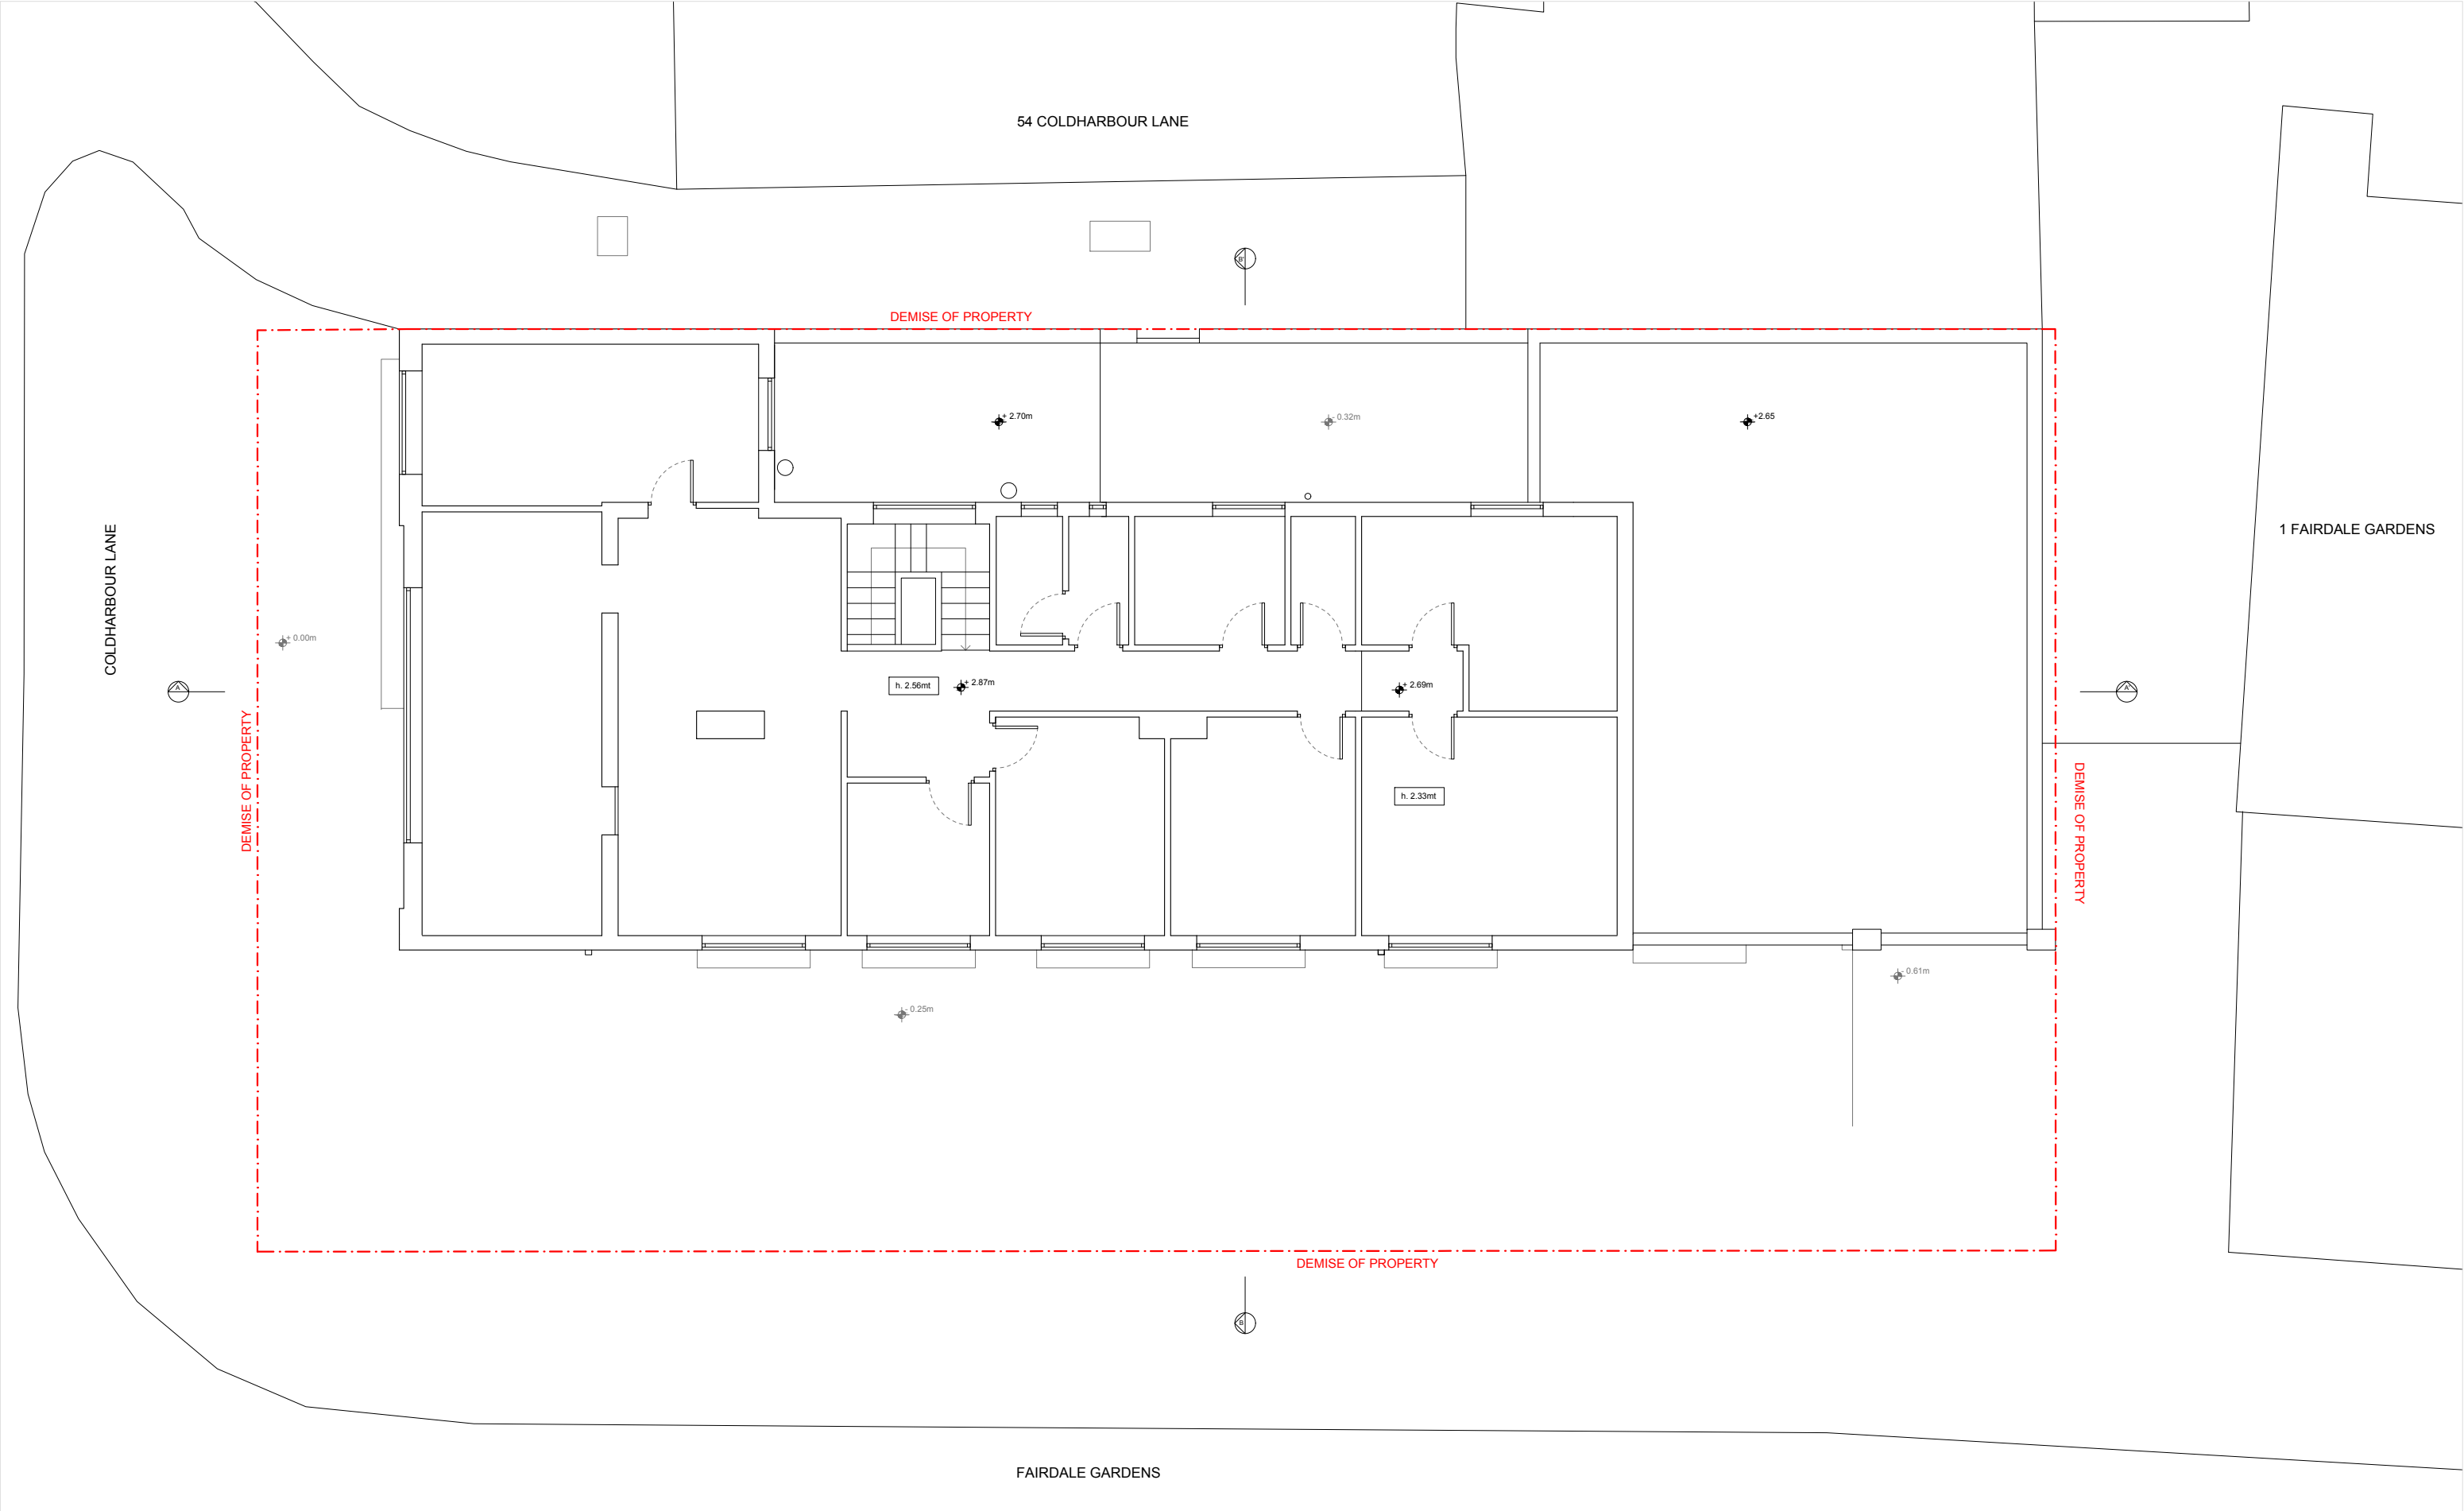 54 COLDHARBOUR LANE
B'
DEMISE OF PROPERTY
+ 2.70m
- 0.32m
+2.65
COLDHARBOUR LANE
1 FAIRDALE GARDENS
+ 0.00m
h. 2.56mt
+ 2.87m
+ 2.69m
A
A'
DEMISE OF PROPERTY
DEMISE OF PROPERTY
h. 2.33mt
- 0.61m
- 0.25m
DEMISE OF PROPERTY
B
FAIRDALE GARDENS